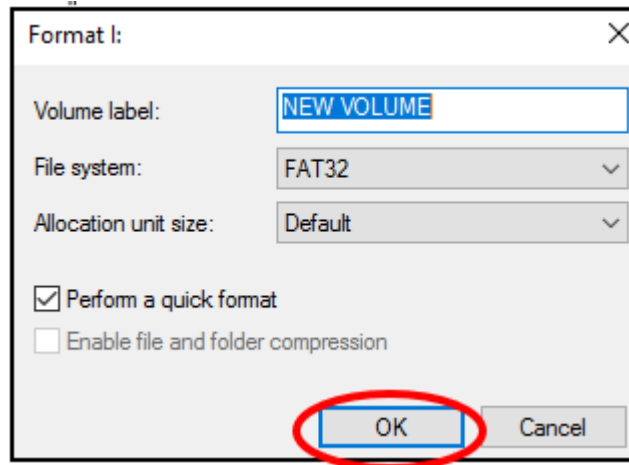 Format I:
Volume label: NEW VOLUME
File system: FAT32
Allocation unit size: Default
Perform a quick format
Enable file and folder compression
OK Cancel